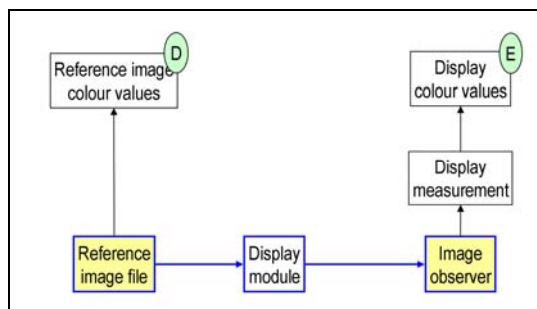 D
Reference image
colour values
E
Display
colour values
Display
measurement
Reference
image file
Display
module
Image
observer